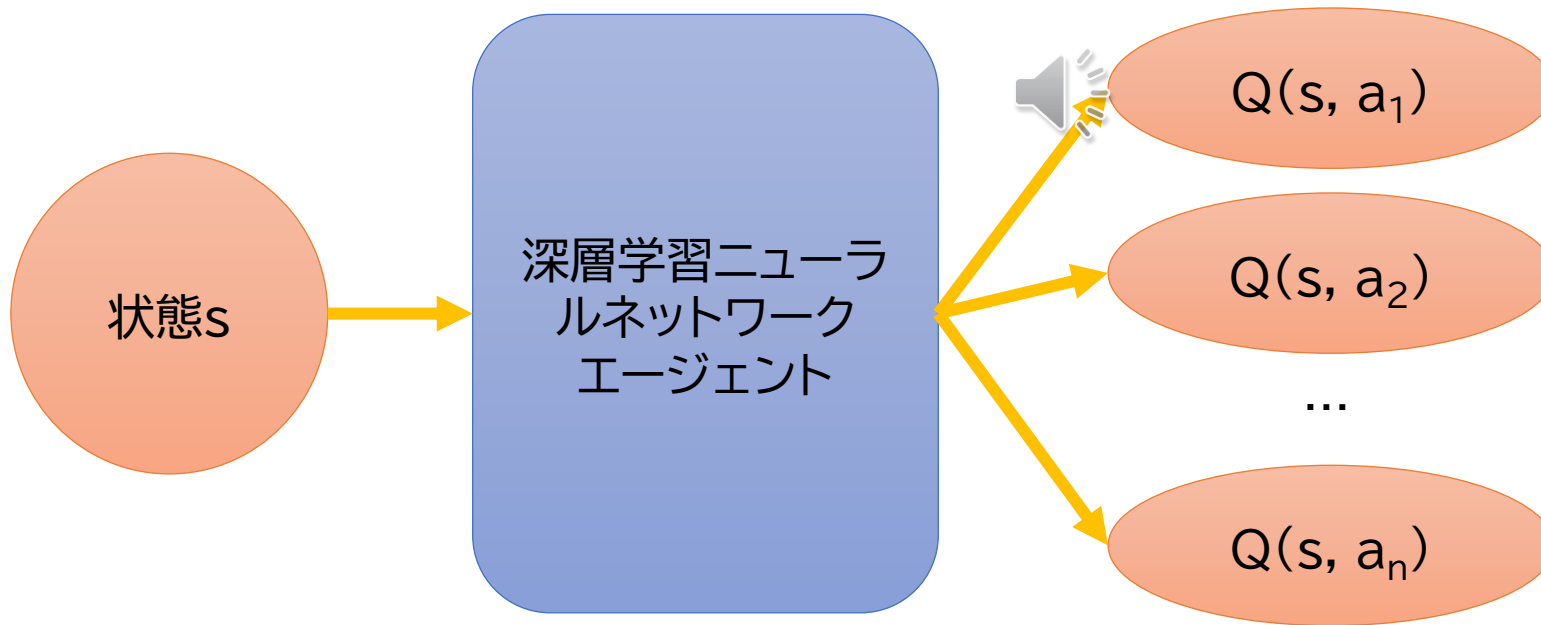 状態s
深層学習ニューラ
ルネットワーク
エージェント
Q(s, a₁)
Q(s, a₂)
...
Q(s, aₙ)